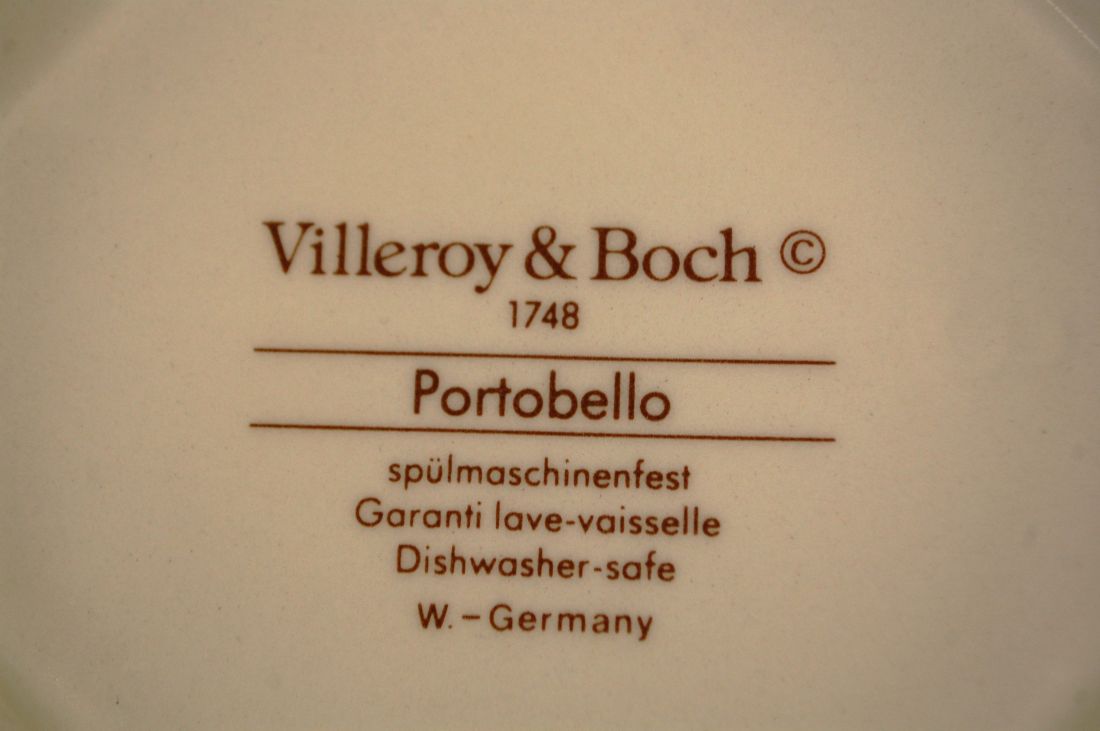 Villeroy & Boch ©
1748
Portobello
spülmaschinenfest
Garanti lave-vaisselle
Dishwasher-safe
W.–Germany